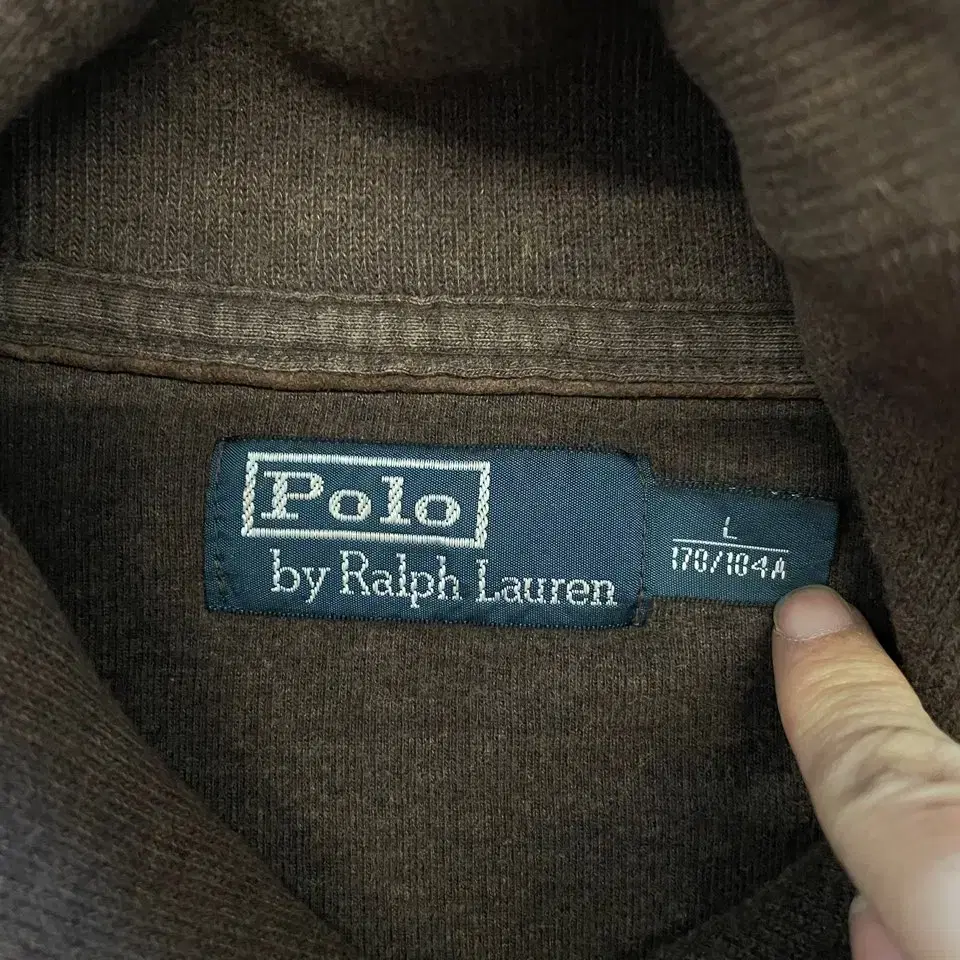 Polo
by Ralph Lauren
L
170/104A